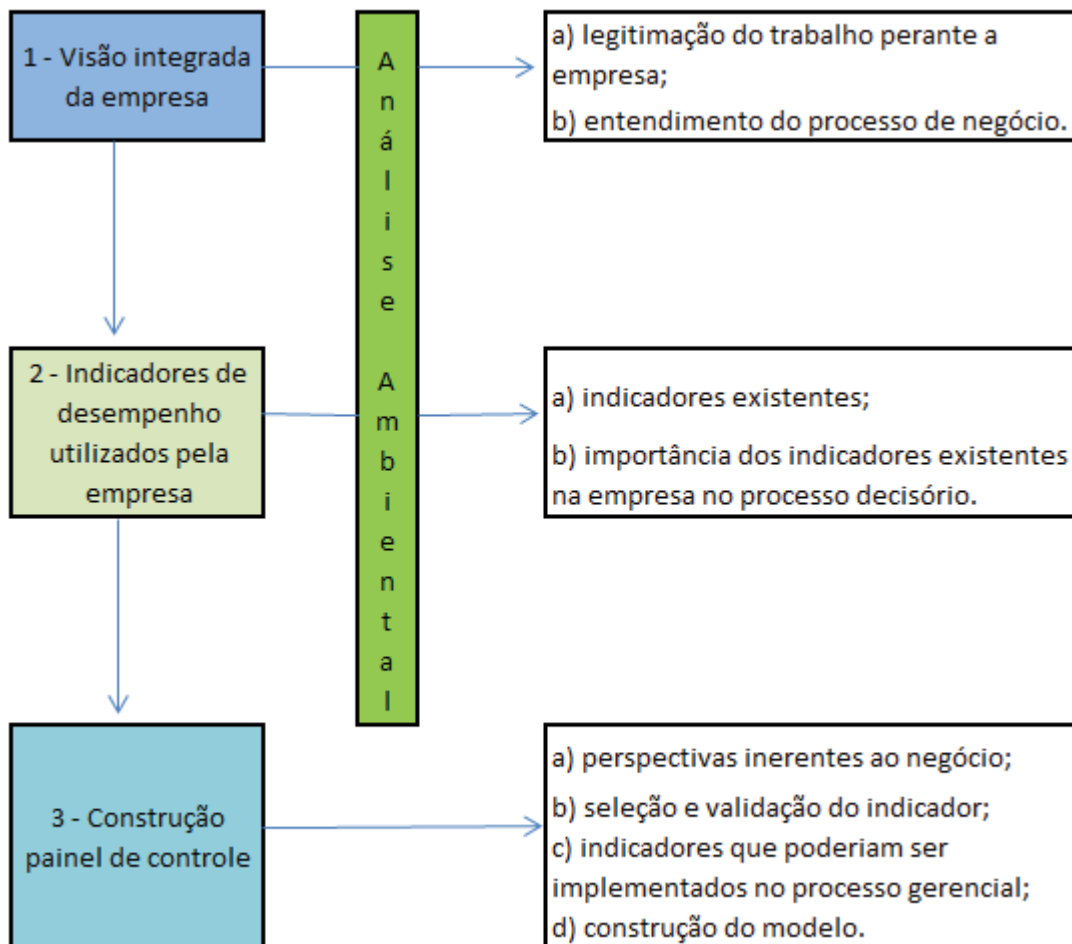 1 - Visão integrada
da empresa
Análise Ambiental
a) legitimação do trabalho perante a
empresa;
b) entendimento do processo de negócio.
2 - Indicadores de
desempenho
utilizados pela
empresa
a) indicadores existentes;
b) importância dos indicadores existentes
na empresa no processo decisório.
3 - Construção
painel de controle
a) perspectivas inerentes ao negócio;
b) seleção e validação do indicador;
c) indicadores que poderiam ser
implementados no processo gerencial;
d) construção do modelo.